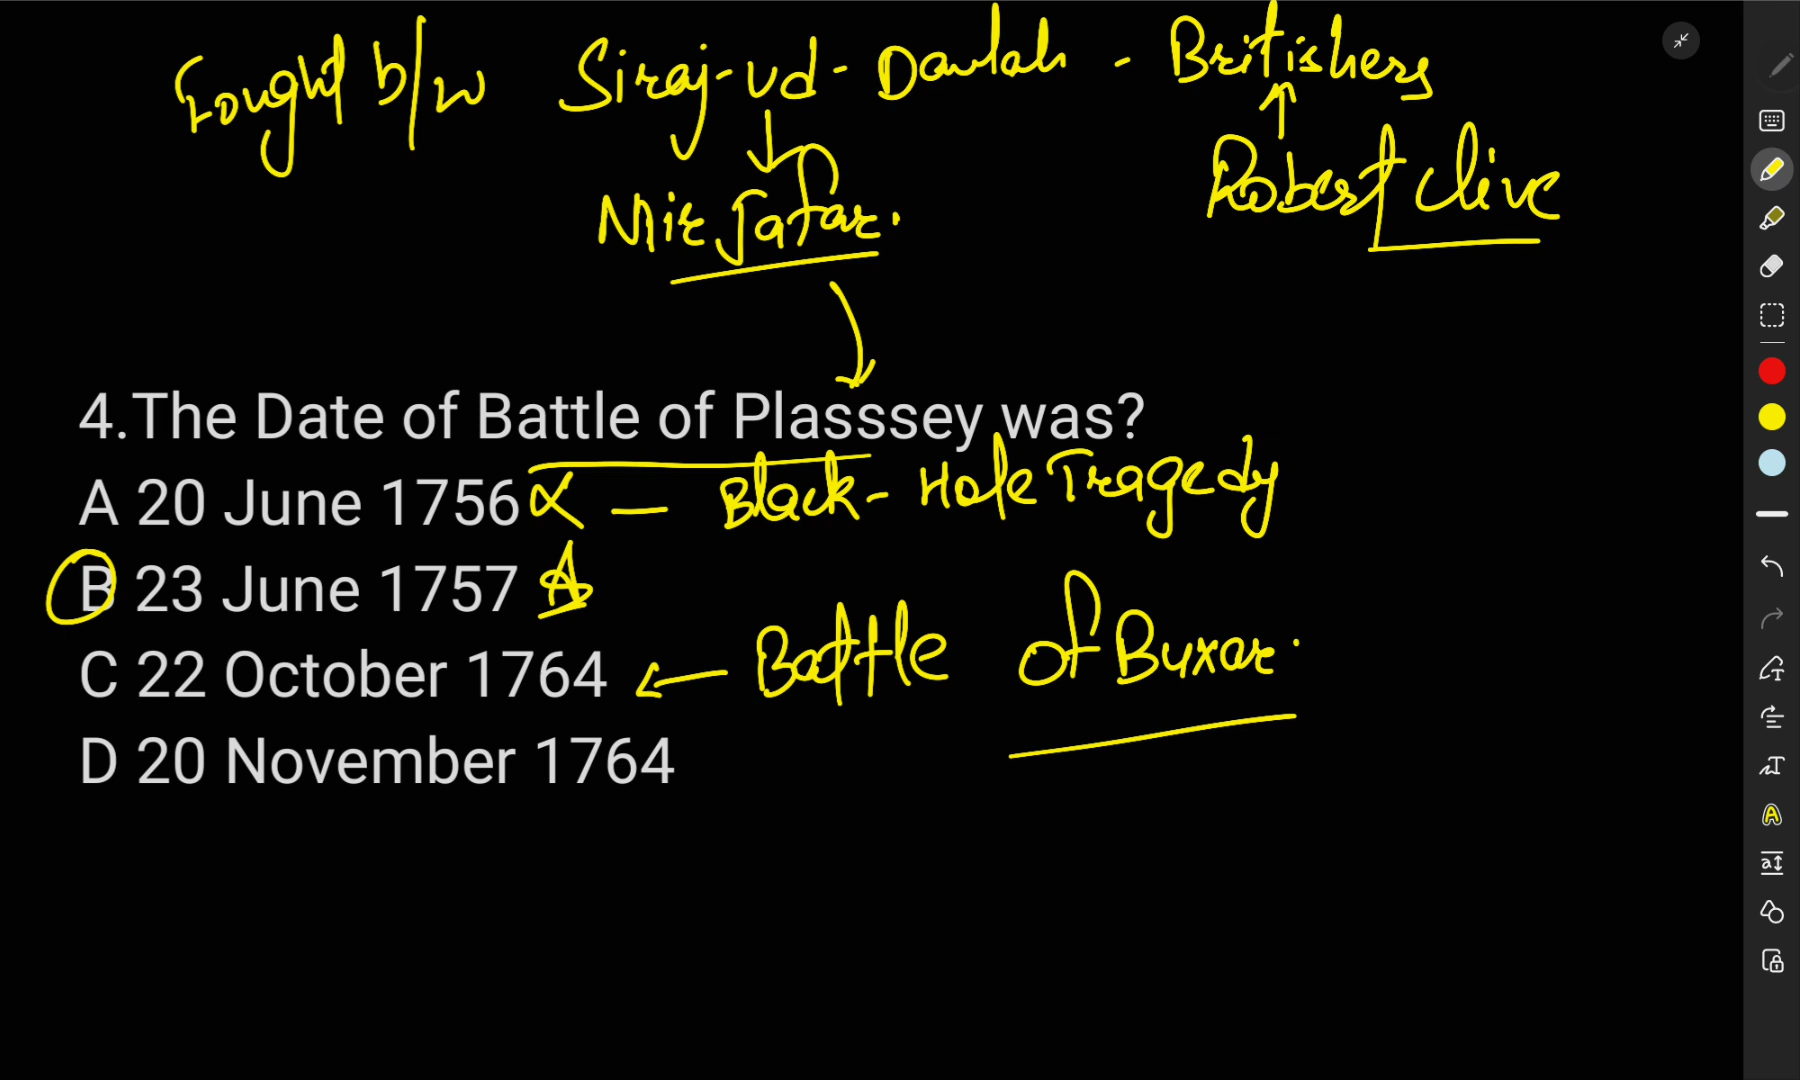 Fought b/w Siraj-ud-Daulah - Britishers
Mir Jafar. Robert Clive
4.The Date of Battle of Plasssey was?
A 20 June 1756 - Black-Hole Tragedy
B 23 June 1757
C 22 October 1764 ← Battle of Buxar.
D 20 November 1764